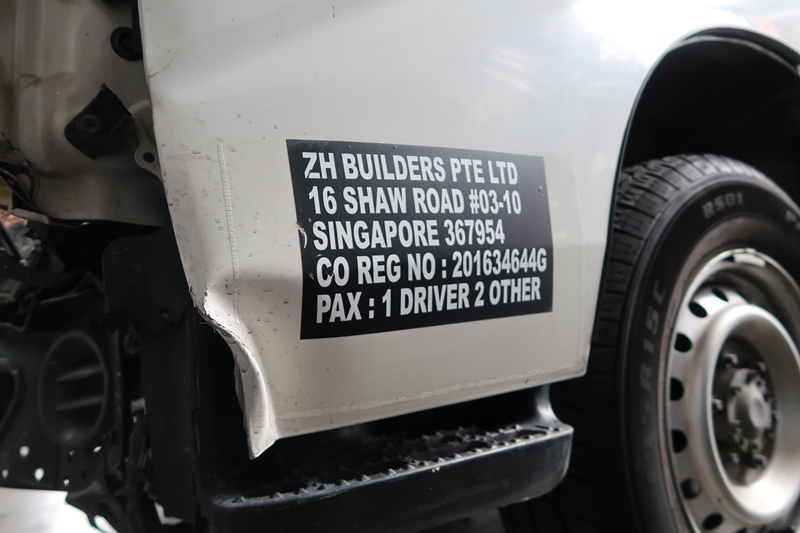 ZH BUILDERS PTE LTD
16 SHAW ROAD #03-10
SINGAPORE 367954
CO REG NO : 201634644G
PAX : 1 DRIVER 2 OTHER
RS01